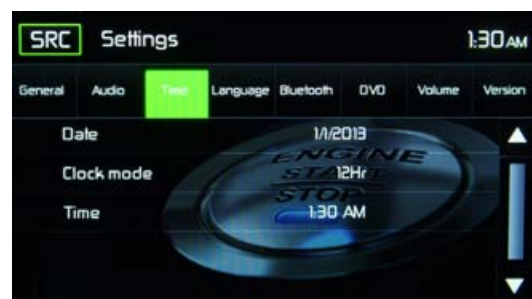 SRC Settings 1:30 AM
General Audio Time Language Bluetooth DVD Volume Version
Date 1/1/2013
Clock mode 12Hr
Time 1:30 AM
ENGINE
START
STOP